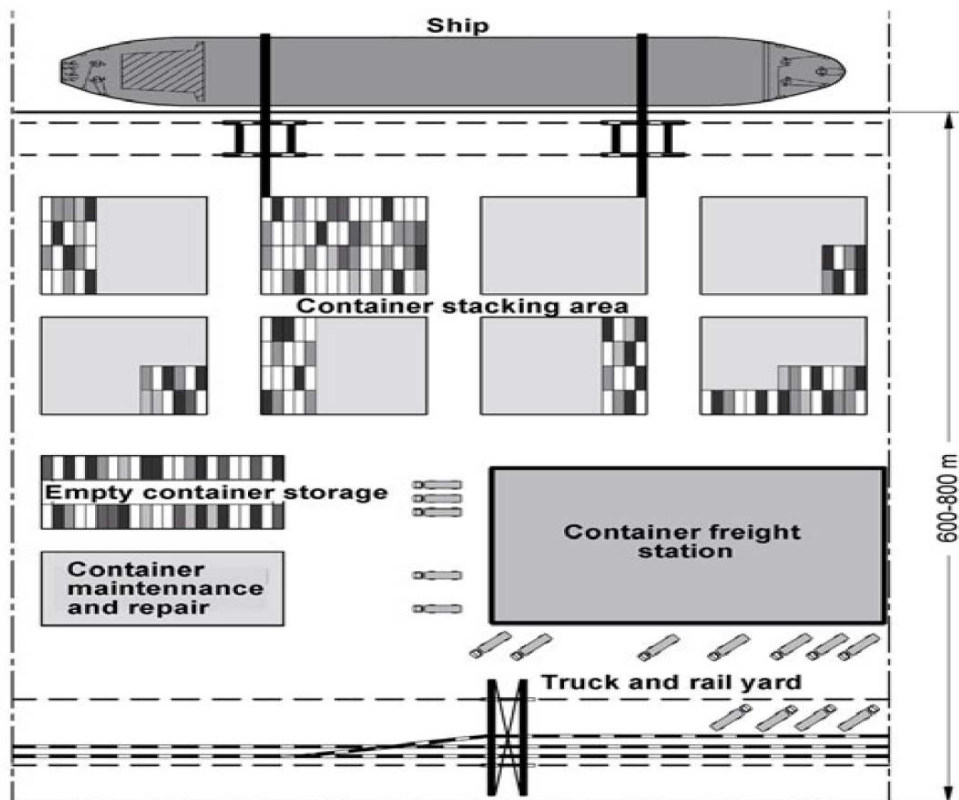 Ship
Container stacking area
Empty container storage
Container freight
station
Container
maintennance
and repair
600-800 m
Truck and rail yard